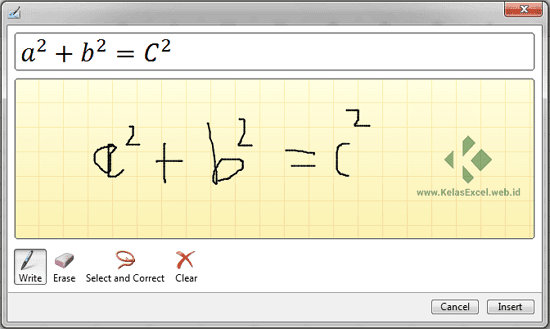 a² + b² = C²
a² + b² = c²
www.KelasExcel.web.id
Write Erase Select and Correct Clear
Cancel Insert